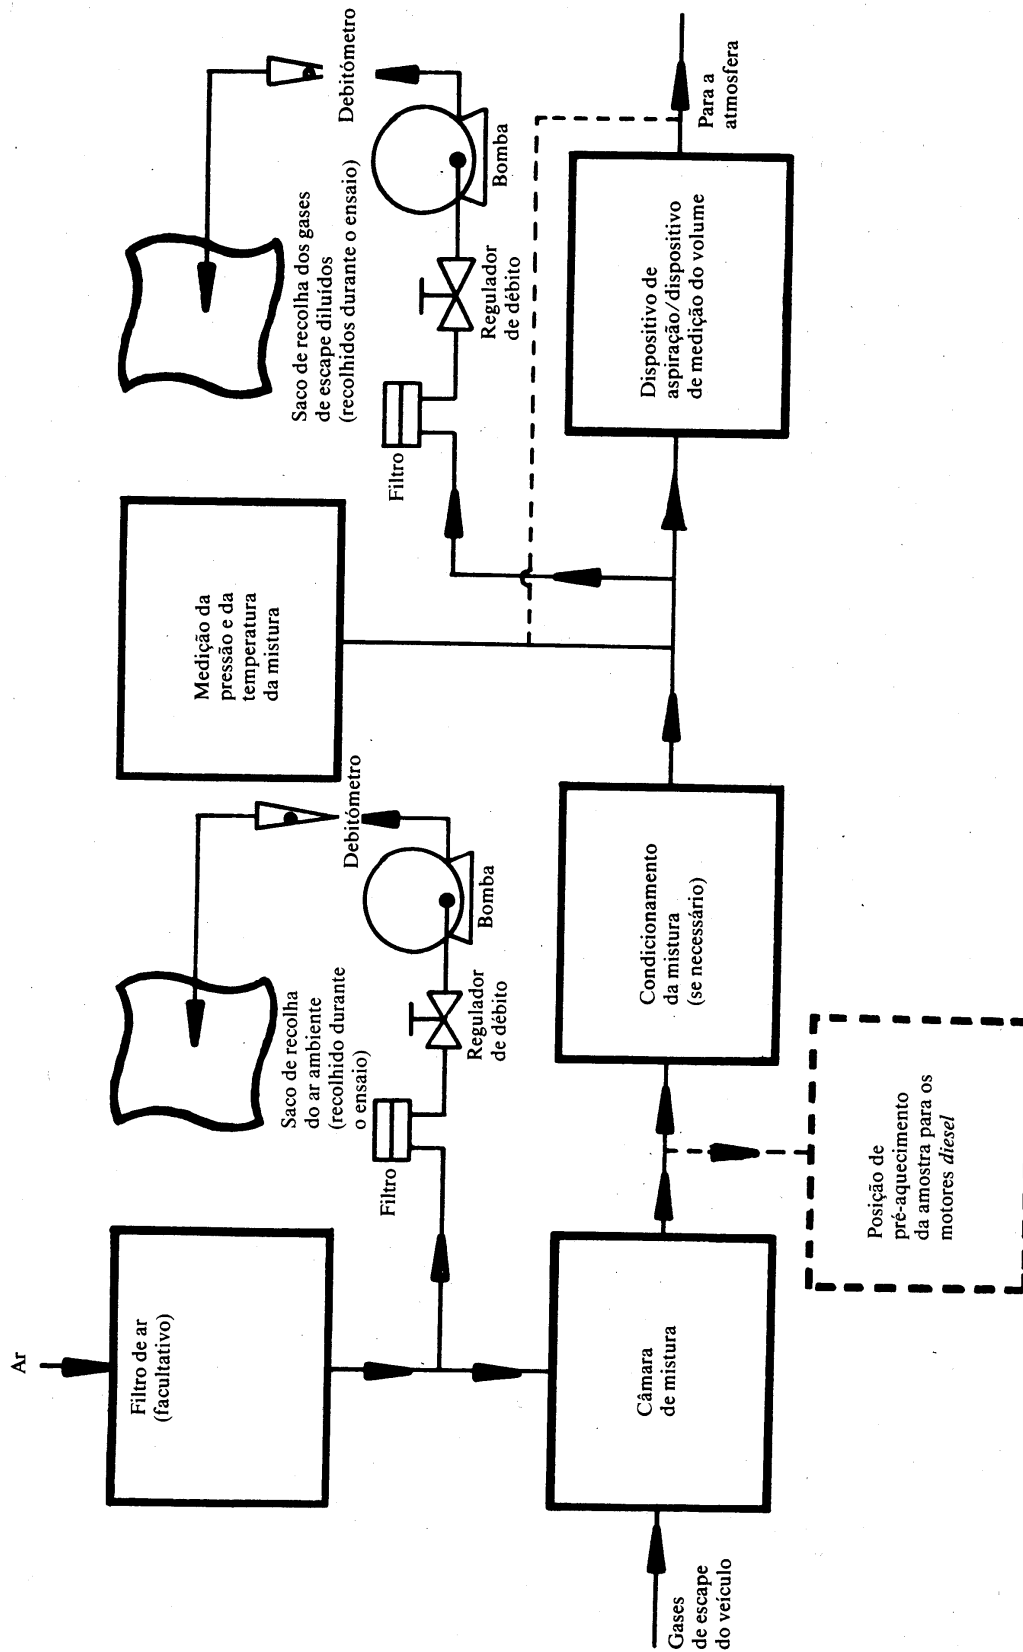 Ar
Filtro de ar
(facultativo)
Saco de recolha
do ar ambiente
(recolhido durante
o ensaio)
Filtro
Regulador
de débito
Bomba
Debitómetro
Medição da
pressão e da
temperatura
da mistura
Saco de recolha dos gases
de escape diluídos
(recolhidos durante o ensaio)
Filtro
Regulador
de débito
Bomba
Debitómetro
Gases
de escape
do veículo
Câmara
de mistura
Condicionamento
da mistura
(se necessário)
Dispositivo de
aspiração/dispositivo
de medição do volume
Para a
atmosfera
Posição de
pré-aquecimento
da amostra para os
motores diesel